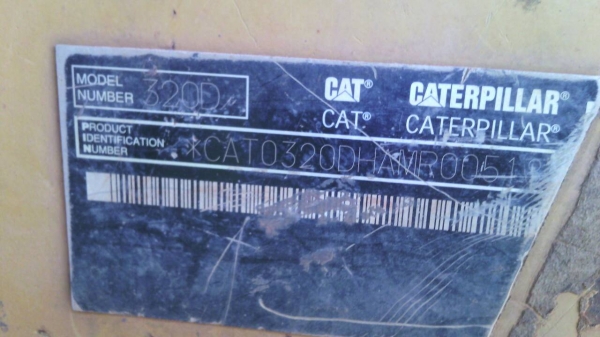 MODEL
NUMBER 320D
CAT® CATERPILLAR®
CAT® CATERPILLAR®
PRODUCT
IDENTIFICATION
NUMBER *CAT0320DHAMR0051